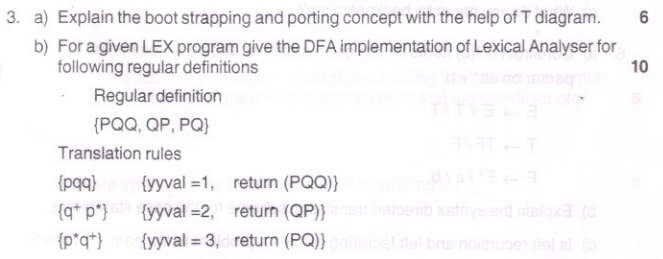 3. a) Explain the boot strapping and porting concept with the help of T diagram. 6
b) For a given LEX program give the DFA implementation of Lexical Analyser for following regular definitions 10
Regular definition
{PQQ, QP, PQ}
Translation rules
{pqq} {yyval =1, return (PQQ)}
{q⁺ p*} {yyval =2, return (QP)}
{p*q⁺} {yyval = 3, return (PQ)}